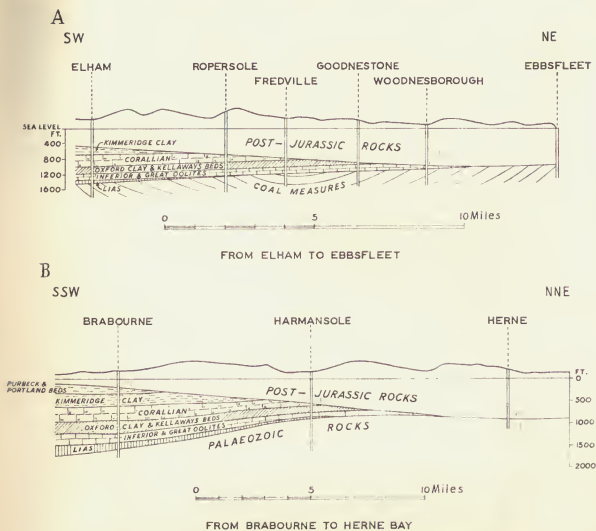 A
SW
NE
ELHAM
ROPERSOLE
GOODNESTONE
EBBSFLEET
FREDVILLE
WOODNESBOROUGH
SEA LEVEL
FT.
400
800
1200
1600
KIMMERIDGE CLAY
POST- JURASSIC ROCKS
CORALLIAN
OXFORD CLAY & KELLAWAYS BEDS
INFERIOR & GREAT OOLITES
LIAS
COAL MEASURES
0 5 10 Miles
FROM ELHAM TO EBBSFLEET
B
SSW
NNE
BRABOURNE
HARMANSOLE
HERNE
PURBECK &
PORTLAND BEDS
FT.
0
500
1000
1500
2000
POST- JURASSIC ROCKS
KIMMERIDGE CLAY
CORALLIAN
OXFORD CLAY & KELLAWAYS BEDS
INFERIOR & GREAT OOLITES
LIAS
PALAEOZOIC ROCKS
0 5 10 Miles
FROM BRABOURNE TO HERNE BAY